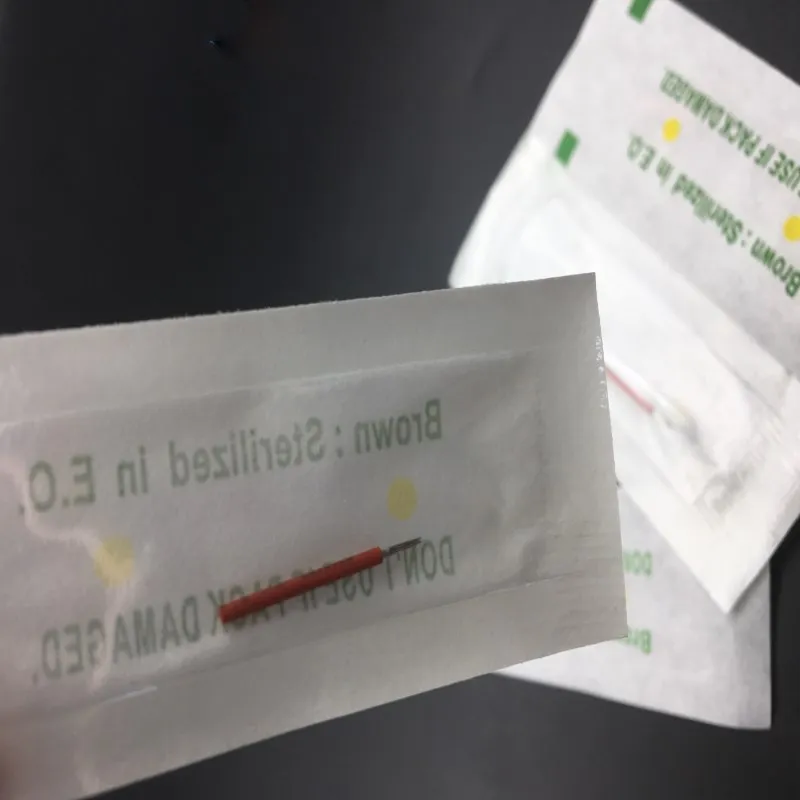 Brown : Sterilized in E.O.
DON'T USE IF PACK DAMAGED.
USE IF PACK DAMAGED.
Brown : Sterilized in E.O.